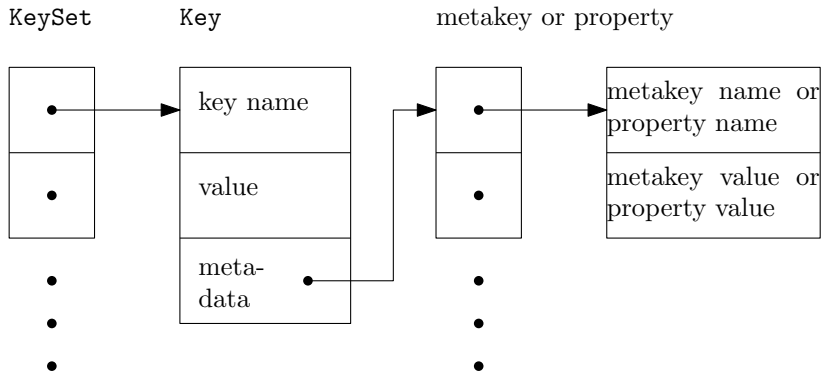 KeySet
Key
metakey or property
key name
value
meta-
data
metakey name or
property name
metakey value or
property value